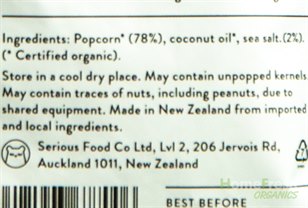 Ingredients: Popcorn* (78%), coconut oil*, sea salt.(2%).
(* Certified organic).
Store in a cool dry place. May contain unpopped kernels
May contain traces of nuts, including peanuts, due to
shared equipment. Made in New Zealand from imported
and local ingredients.
Serious Food Co Ltd, Lvl 2, 206 Jervois Rd,
Auckland 1011, New Zealand
ORGANICS
BEST BEFORE